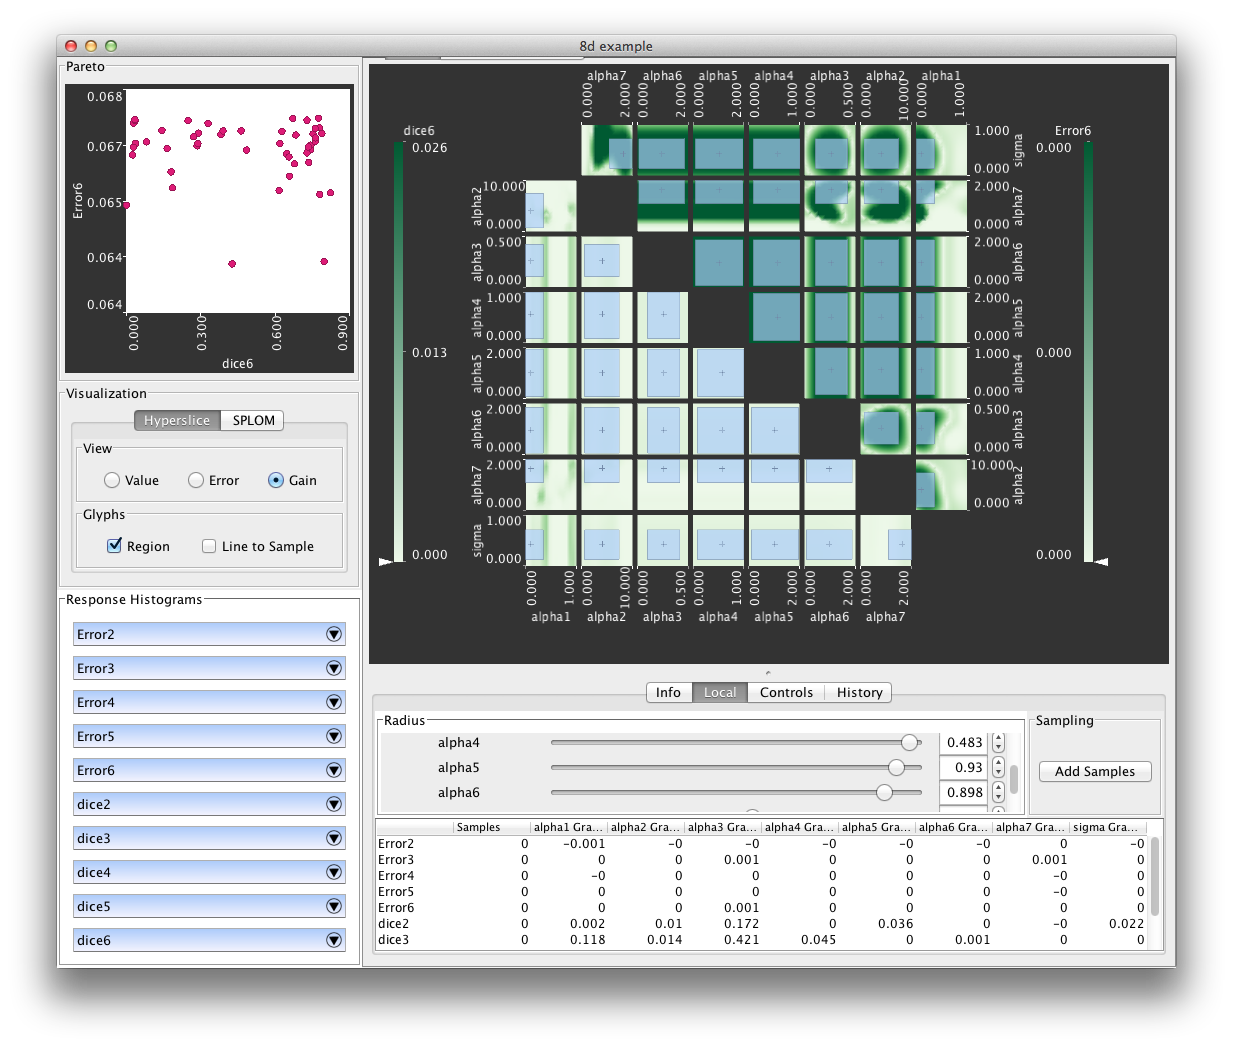 8d example
Pareto
0.068
0.067
0.065
0.064
0.064
Error6
0.000
0.300
0.600
0.900
dice6
Visualization
Hyperslice SPLOM
View
Value Error Gain
Glyphs
Region Line to Sample
Response Histograms
Error2
Error3
Error4
Error5
Error6
dice2
dice3
dice4
dice5
dice6
alpha7 alpha6 alpha5 alpha4 alpha3 alpha2 alpha1
0.000 2.000 0.000 2.000 0.000 2.000 0.000 1.000 0.000 0.500 0.000 10.000 0.000 1.000
dice6
0.026
0.013
0.000
Error6
0.000
0.000
0.000
1.000
sigma
0.000
10.000
alpha2
0.000
2.000
alpha7
0.000
0.500
alpha3
0.000
2.000
alpha6
0.000
1.000
alpha4
0.000
2.000
alpha5
0.000
2.000
alpha5
0.000
1.000
alpha4
0.000
2.000
alpha6
0.000
0.500
alpha3
0.000
2.000
alpha7
0.000
10.000
alpha2
0.000
1.000
sigma
0.000
0.000 1.000 0.000 10.000 0.000 0.500 0.000 1.000 0.000 2.000 0.000 2.000 0.000 2.000
alpha1 alpha2 alpha3 alpha4 alpha5 alpha6 alpha7
Info Local Controls History
Radius
alpha4 0.483
alpha5 0.93
alpha6 0.898
Sampling
Add Samples
Samples alpha1 Gra... alpha2 Gra... alpha3 Gra... alpha4 Gra... alpha5 Gra... alpha6 Gra... alpha7 Gra... sigma Gra...
Error2 0 -0.001 -0 -0 -0 -0 -0 0 -0
Error3 0 0 0 0.001 0 0 0 0.001 0
Error4 0 -0 0 0 0 0 0 -0 0
Error5 0 0 0 0 0 0 0 -0 0
Error6 0 0 0 0.001 0 0 0 0 0
dice2 0 0.002 0.01 0.172 0 0.036 0 -0 0.022
dice3 0 0.118 0.014 0.421 0.045 0 0.001 0 0